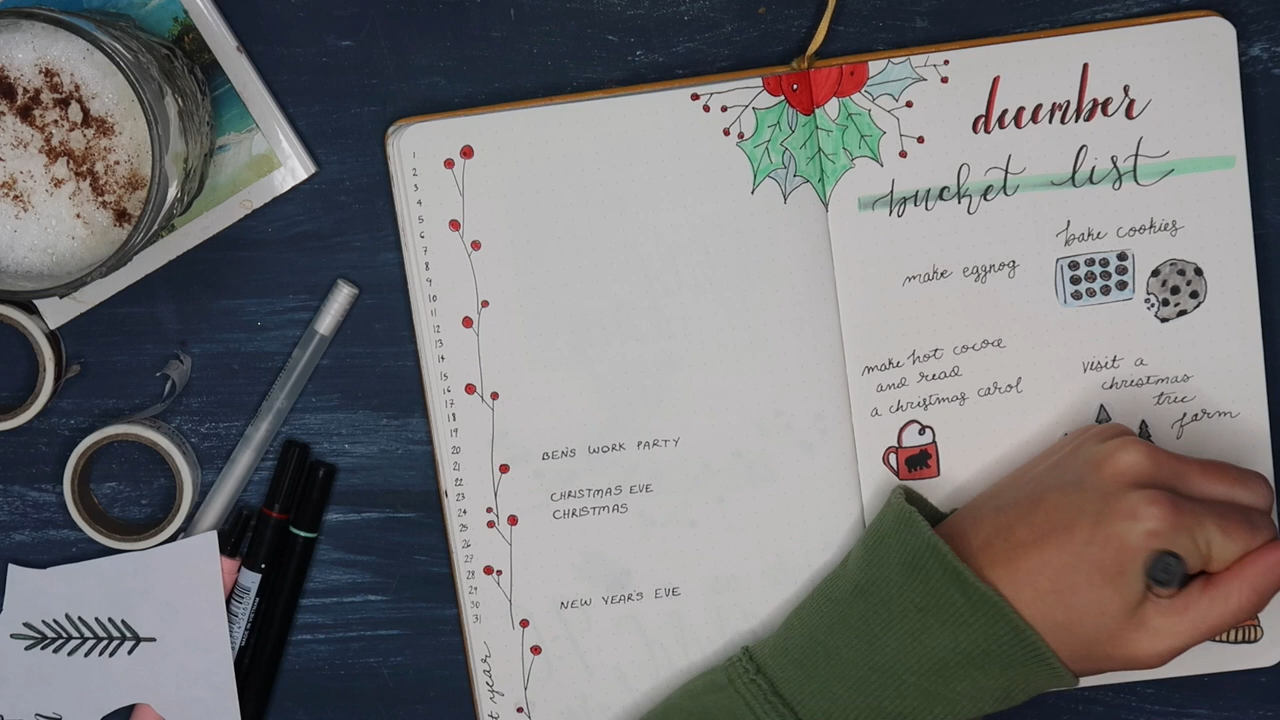 1
2
3
4
5
6
7
8
9
10
11
12
13
14
15
16
17
18
19
20
21
22
23
24
25
26
27
28
29
30
31
BEN'S WORK PARTY
CHRISTMAS EVE
CHRISTMAS
NEW YEAR'S EVE
year
december
bucket list
bake cookies
make eggnog
make hot cocoa
and read
a christmas carol
visit a
christmas
tree
farm